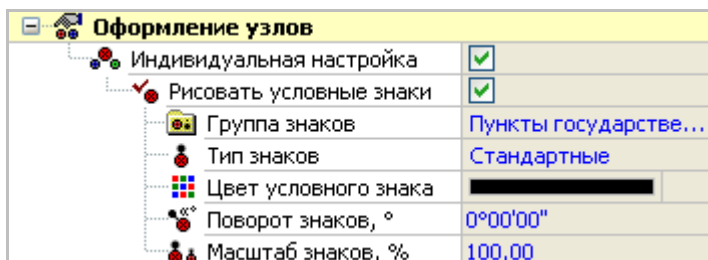 Оформление узлов
Индивидуальная настройка
Рисовать условные знаки
Группа знаков Пункты государстве...
Тип знаков Стандартные
Цвет условного знака
Поворот знаков, ° 0°00'00"
Масштаб знаков, % 100,00